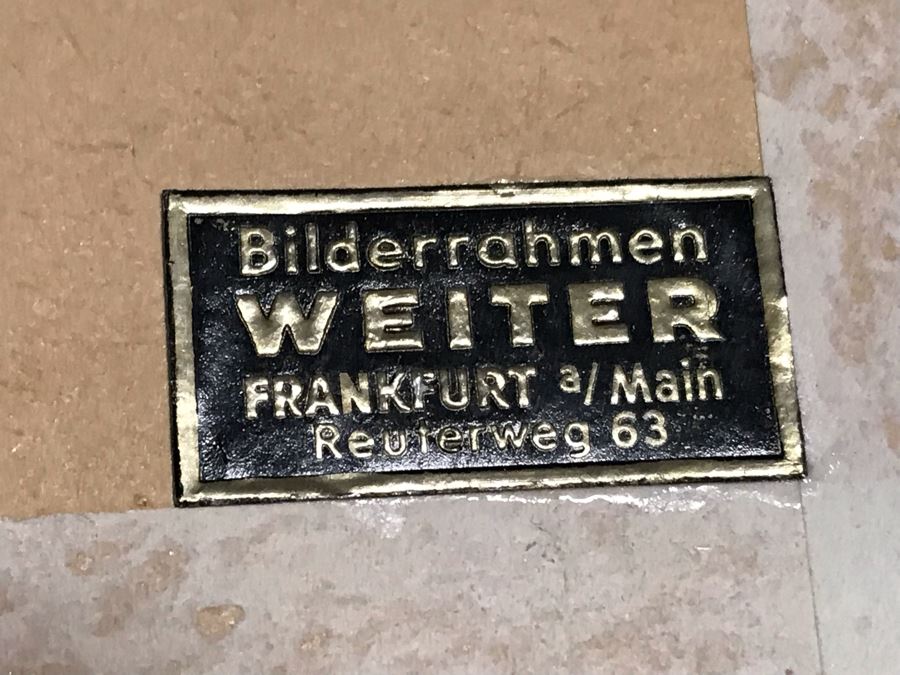 Bilderrahmen
WEITER
FRANKFURT a/Main
Reuterweg 63